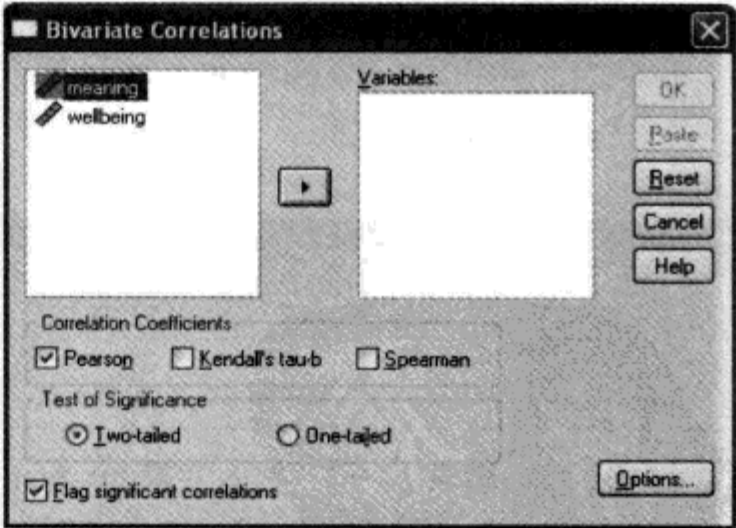 Bivariate Correlations
meaning
wellbeing
Variables:
OK
Paste
Reset
Cancel
Help
Correlation Coefficients
Pearson Kendall's tau-b Spearman
Test of Significance
Two-tailed One-tailed
Flag significant correlations
Options...